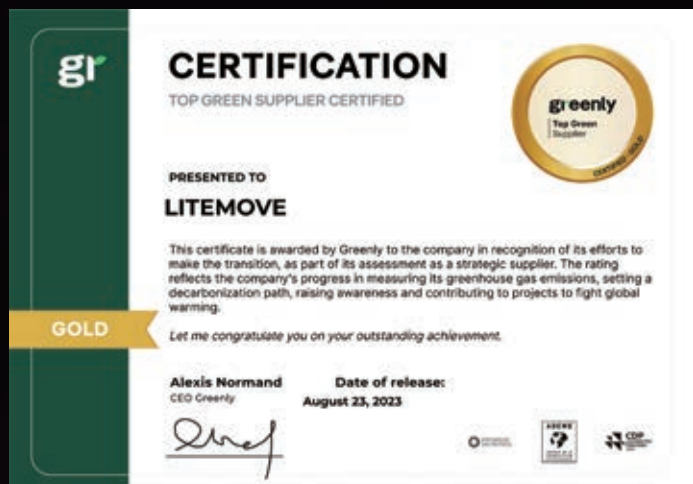 gr
CERTIFICATION
TOP GREEN SUPPLIER CERTIFIED
greenly
Top Green
Supplier
CERTIFIED GOLD
PRESENTED TO
LITEMOVE
This certificate is awarded by Greenly to the company in recognition of its efforts to
make the transition, as part of its assessment as a strategic supplier. The rating
reflects the company's progress in measuring its greenhouse gas emissions, setting a
decarbonization path, raising awareness and contributing to projects to fight global
warming.
GOLD
Let me congratulate you on your outstanding achievement.
Alexis Normand
CEO Greenly
Date of release:
August 23, 2023
CDP